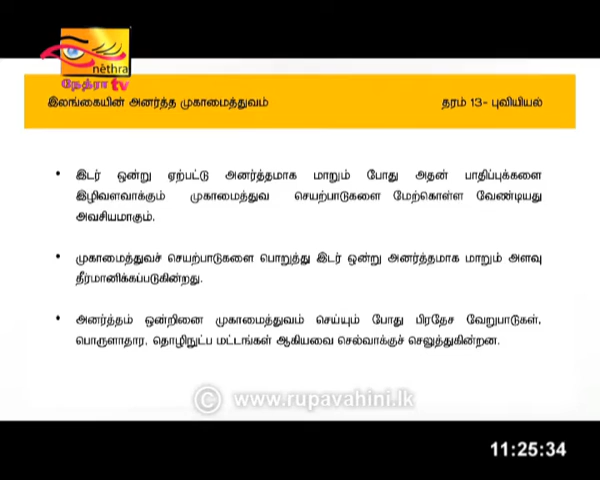 nēthra
நேத்ரா tv
இலங்கையின் அனர்த்த முகாமைத்துவம் தரம் 13- புவியியல்
• இடர் ஒன்று ஏற்பட்டு அனர்த்தமாக மாறும் போது அதன் பாதிப்புக்களை
இழிவளவாக்கும் முகாமைத்துவ செயற்பாடுகளை மேற்கொள்ள வேண்டியது
அவசியமாகும்.
• முகாமைத்துவச் செயற்பாடுகளை பொறுத்து இடர் ஒன்று அனர்த்தமாக மாறும் அளவு
தீர்மானிக்கப்படுகின்றது.
• அனர்த்தம் ஒன்றினை முகாமைத்துவம் செய்யும் போது பிரதேச வேறுபாடுகள்,
பொருளாதார, தொழிநுட்ப மட்டங்கள் ஆகியவை செல்வாக்குச் செலுத்துகின்றன.
© www.rupavahini.lk
11:25:34